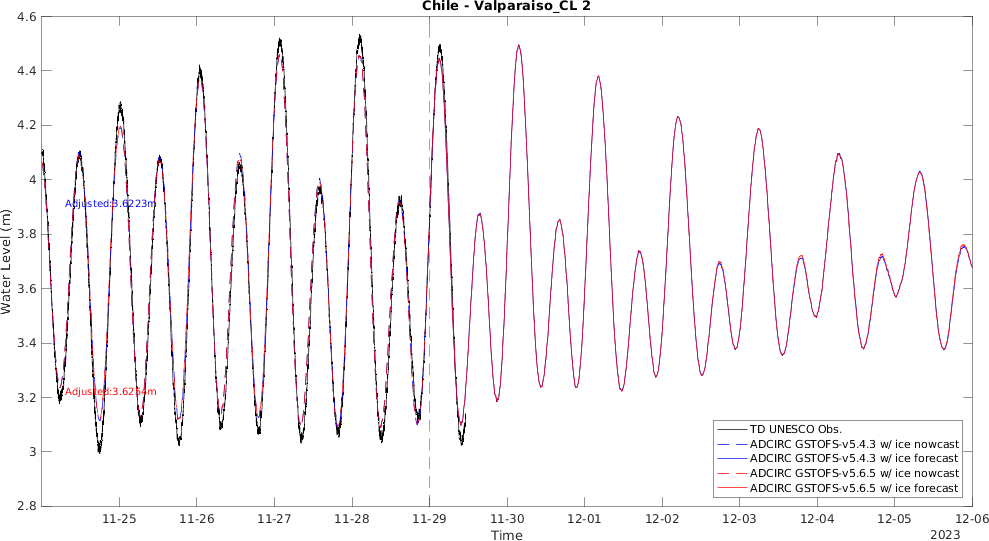 Chile - Valparaiso_CL 2
4.6
4.4
4.2
4
3.8
3.6
3.4
3.2
3
2.8
Water Level (m)
Adjusted:3.6223m
Adjusted:3.6264m
TD UNESCO Obs.
ADCIRC GSTOFS-v5.4.3 w/ ice nowcast
ADCIRC GSTOFS-v5.4.3 w/ ice forecast
ADCIRC GSTOFS-v5.6.5 w/ ice nowcast
ADCIRC GSTOFS-v5.6.5 w/ ice forecast
11-25 11-26 11-27 11-28 11-29 11-30 12-01 12-02 12-03 12-04 12-05 12-06
Time
2023